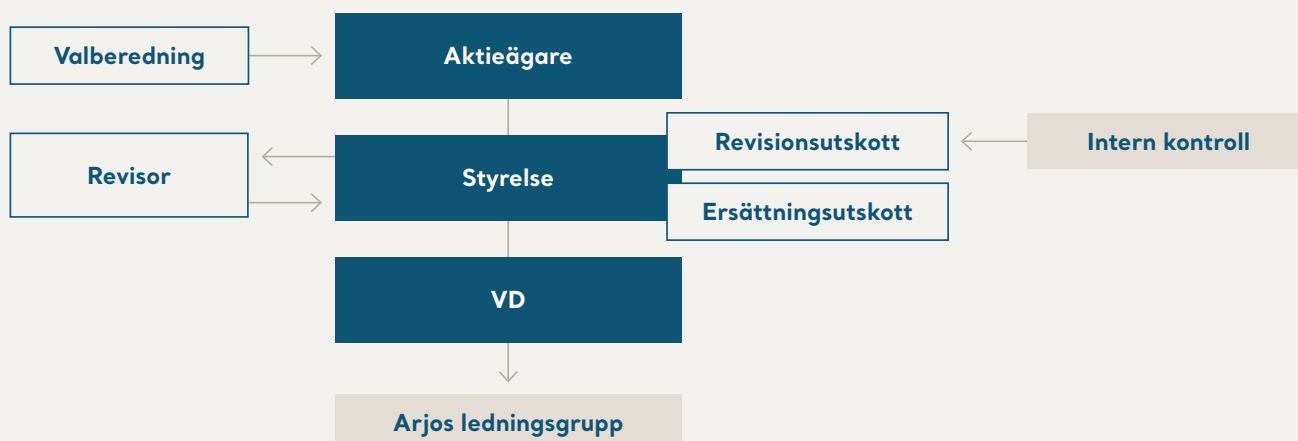 Valberedning
Aktieägare
Revisionsutskott
Intern kontroll
Revisor
Styrelse
Ersättningsutskott
VD
Arjos ledningsgrupp